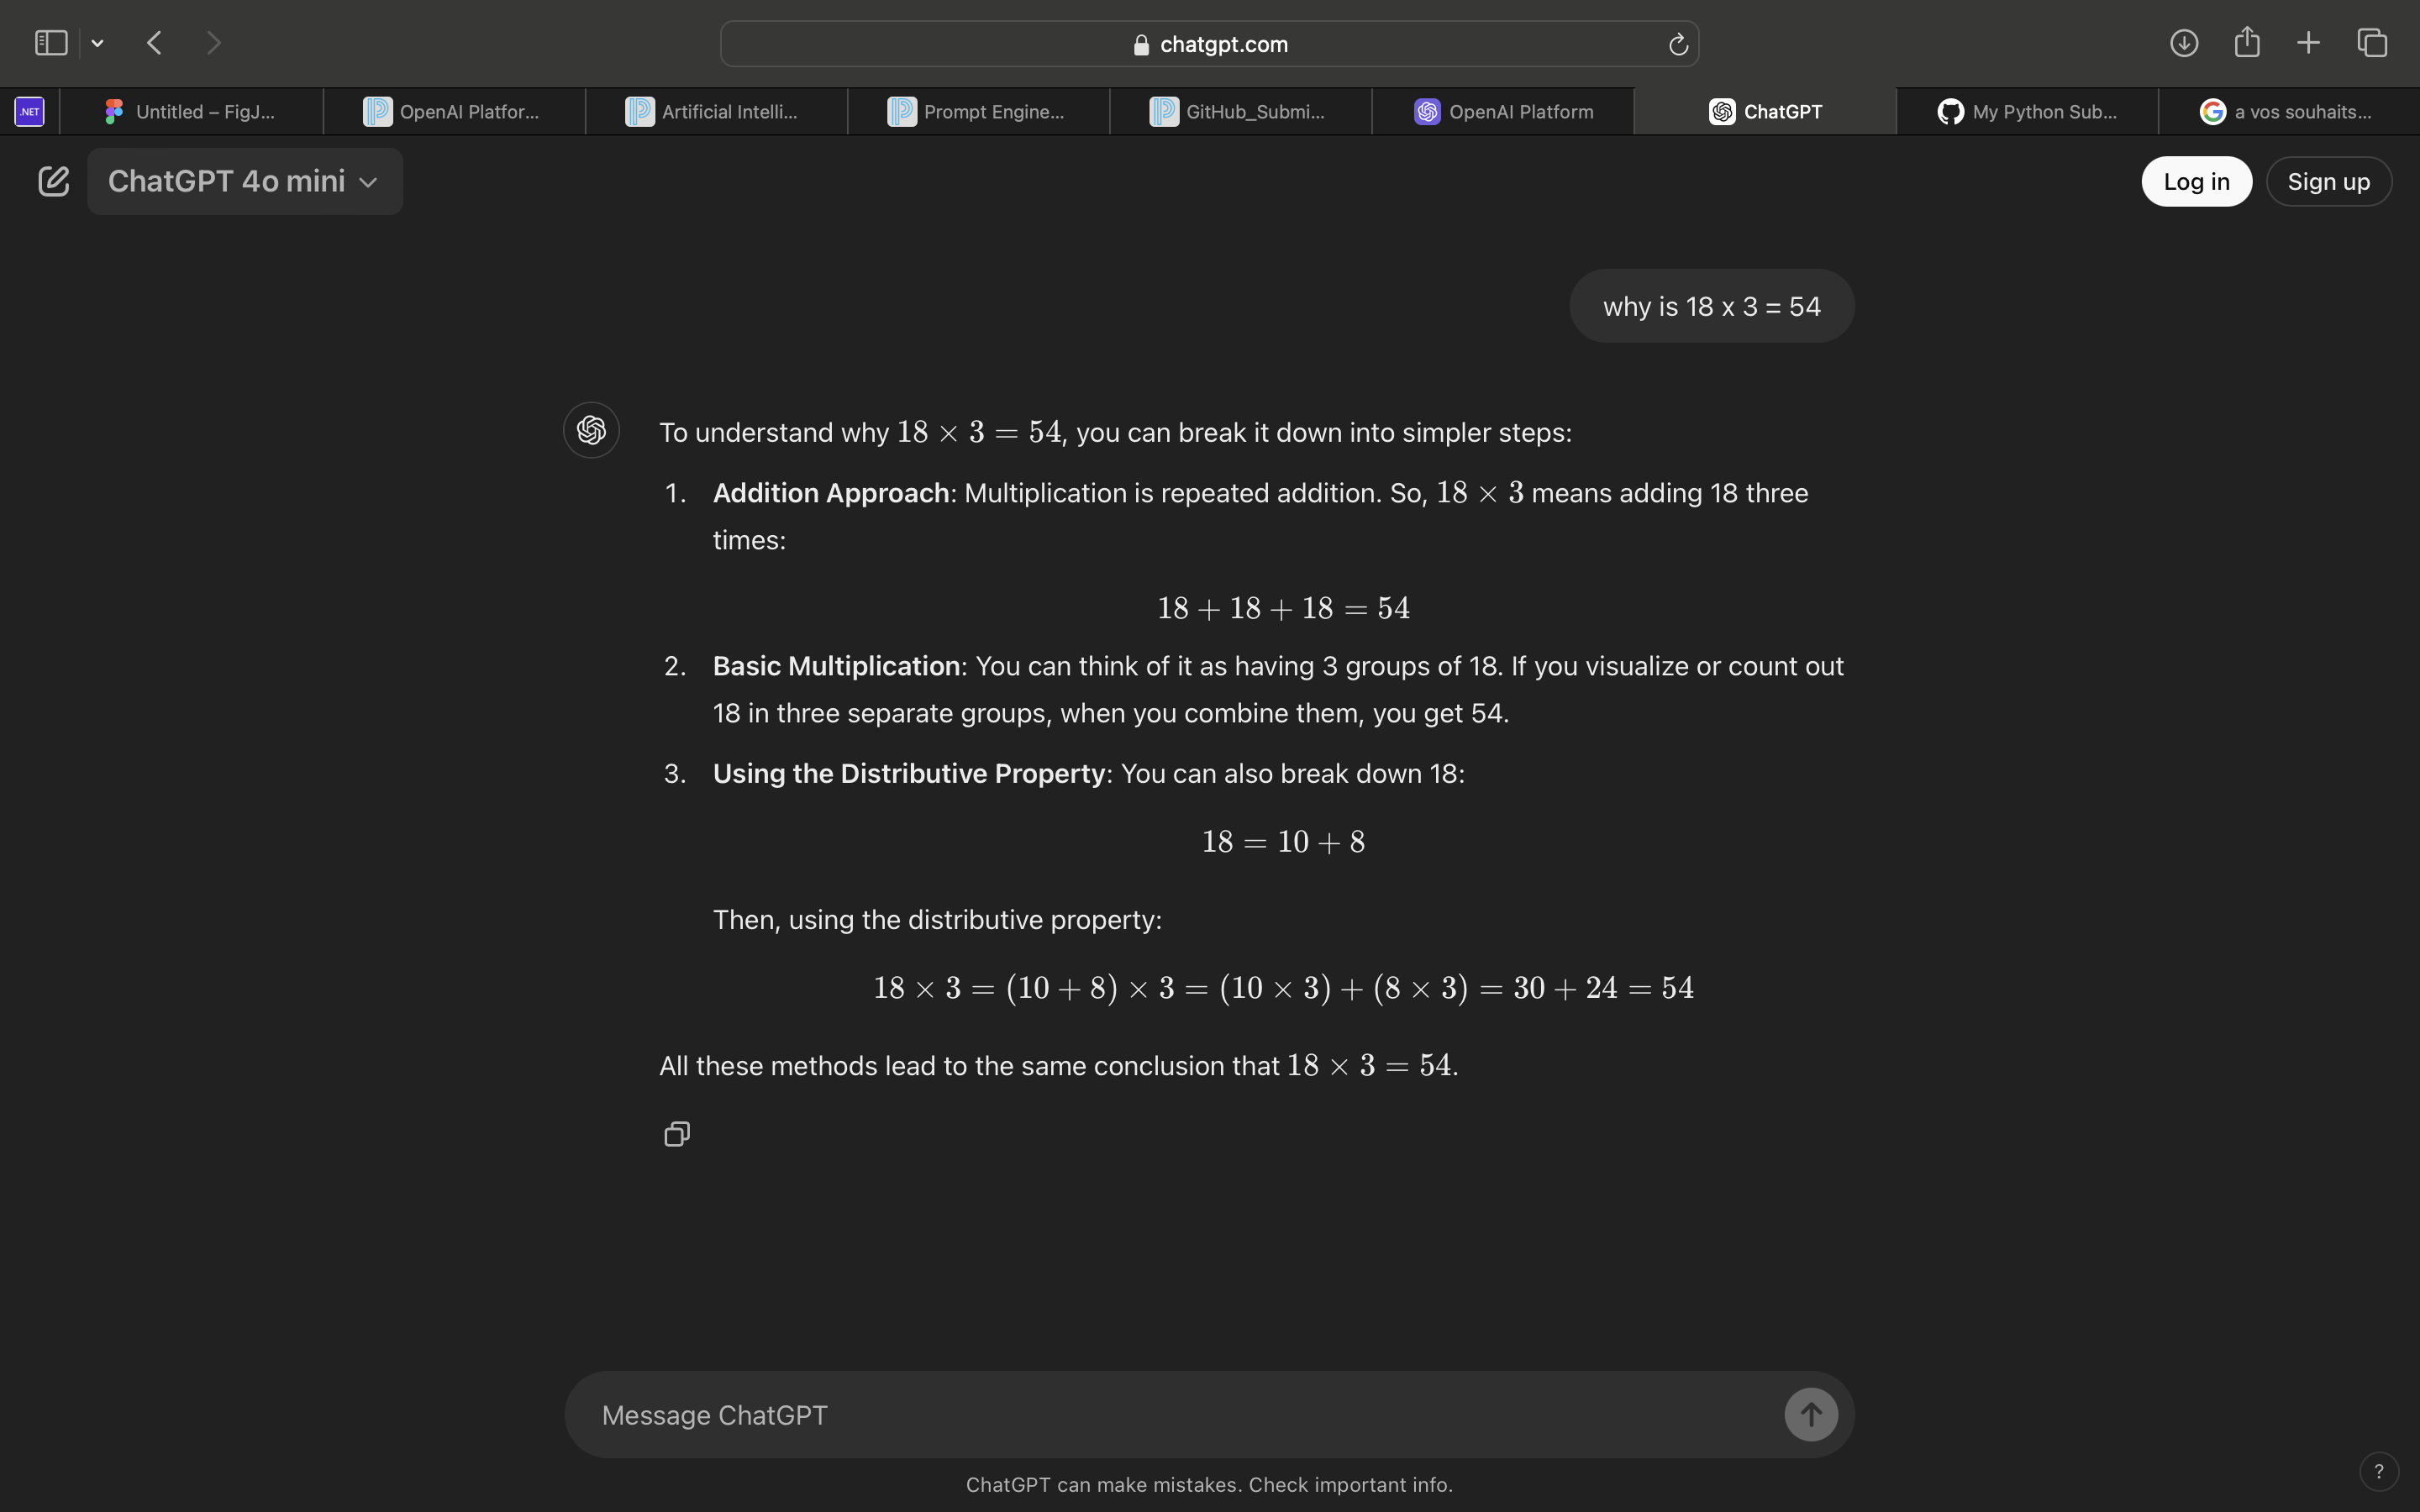 chatgpt.com
.NET
Untitled – FigJ...
OpenAI Platfor...
Artificial Intelli...
Prompt Engine...
GitHub_Submi...
OpenAI Platform
ChatGPT
My Python Sub...
a vos souhaits...
ChatGPT 4o mini
Log in
Sign up
why is 18 x 3 = 54
To understand why 18 × 3 = 54, you can break it down into simpler steps:
1. Addition Approach: Multiplication is repeated addition. So, 18 × 3 means adding 18 three
times:
18 + 18 + 18 = 54
2. Basic Multiplication: You can think of it as having 3 groups of 18. If you visualize or count out
18 in three separate groups, when you combine them, you get 54.
3. Using the Distributive Property: You can also break down 18:
18 = 10 + 8
Then, using the distributive property:
18 × 3 = (10 + 8) × 3 = (10 × 3) + (8 × 3) = 30 + 24 = 54
All these methods lead to the same conclusion that 18 × 3 = 54.
Message ChatGPT
ChatGPT can make mistakes. Check important info.
?